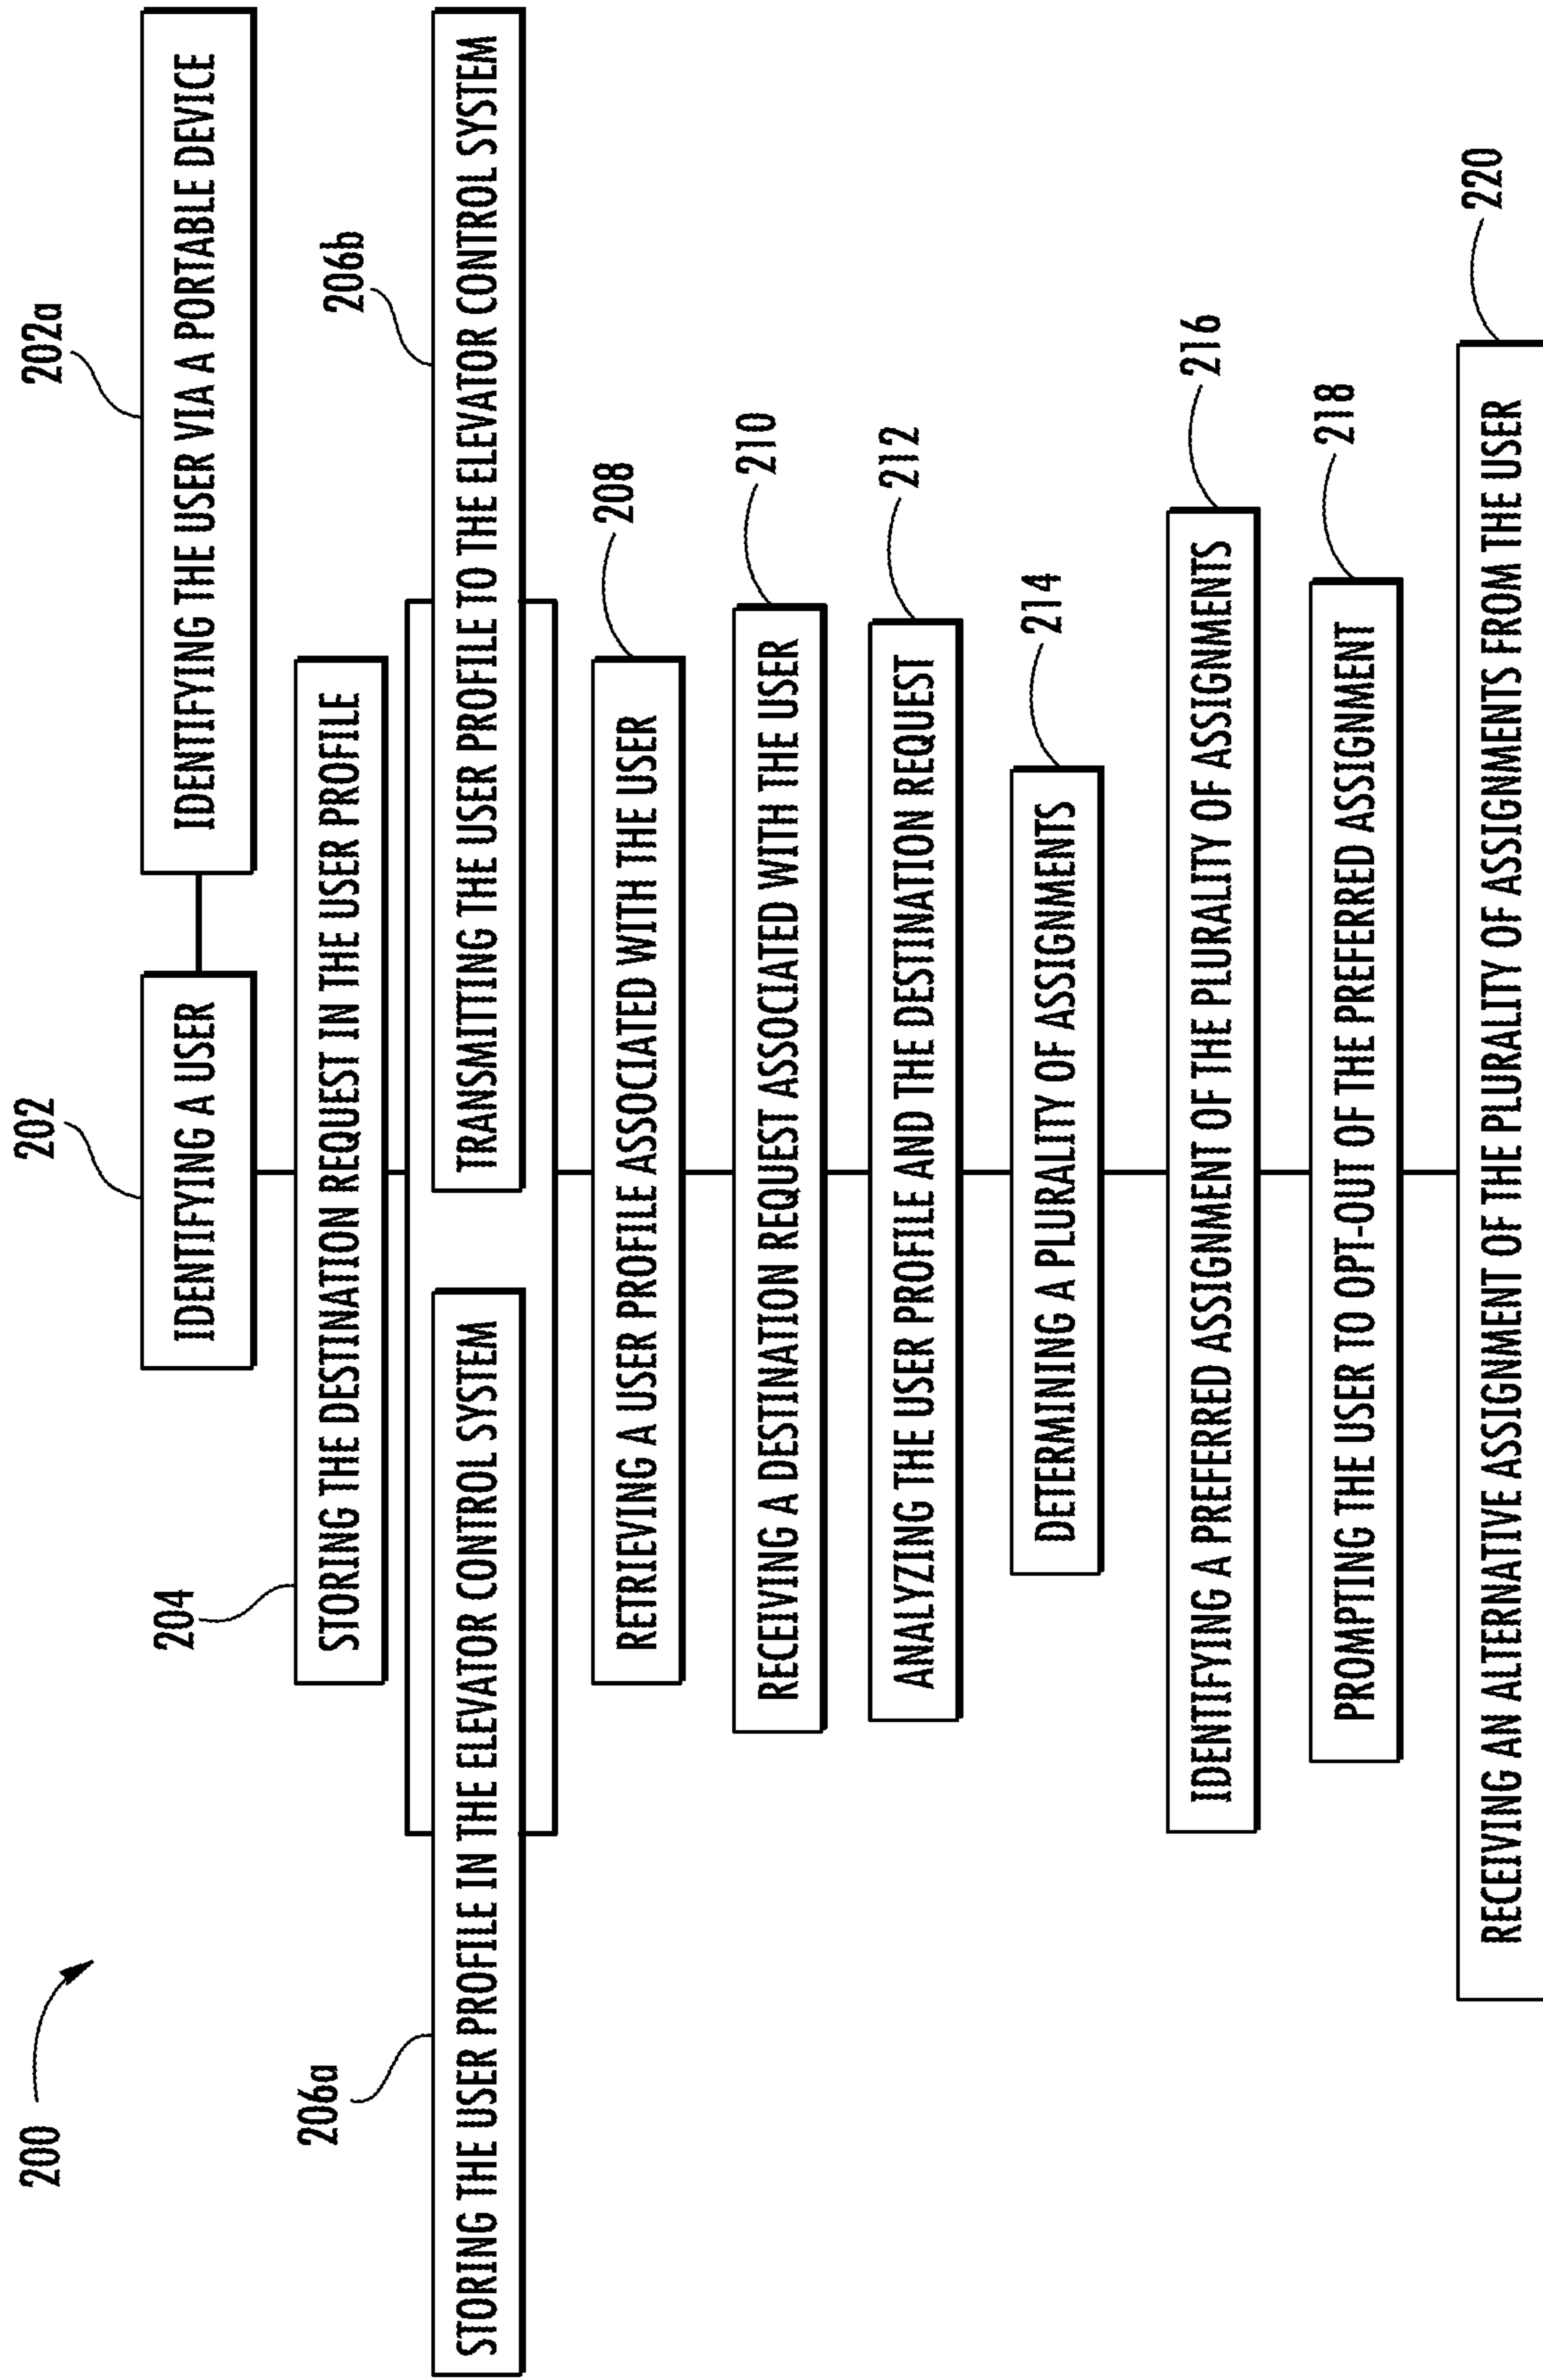 200
202
202a
IDENTIFYING A USER
IDENTIFYING THE USER VIA A PORTABLE DEVICE
204
STORING THE DESTINATION REQUEST IN THE USER PROFILE
206a
206b
STORING THE USER PROFILE IN THE ELEVATOR CONTROL SYSTEM
TRANSMITTING THE USER PROFILE TO THE ELEVATOR CONTROL SYSTEM
208
RETRIEVING A USER PROFILE ASSOCIATED WITH THE USER
210
RECEIVING A DESTINATION REQUEST ASSOCIATED WITH THE USER
212
ANALYZING THE USER PROFILE AND THE DESTINATION REQUEST
214
DETERMINING A PLURALITY OF ASSIGNMENTS
216
IDENTIFYING A PREFERRED ASSIGNMENT OF THE PLURALITY OF ASSIGNMENTS
218
PROMPTING THE USER TO OPT-OUT OF THE PREFERRED ASSIGNMENT
220
RECEIVING AN ALTERNATIVE ASSIGNMENT OF THE PLURALITY OF ASSIGNMENTS FROM THE USER